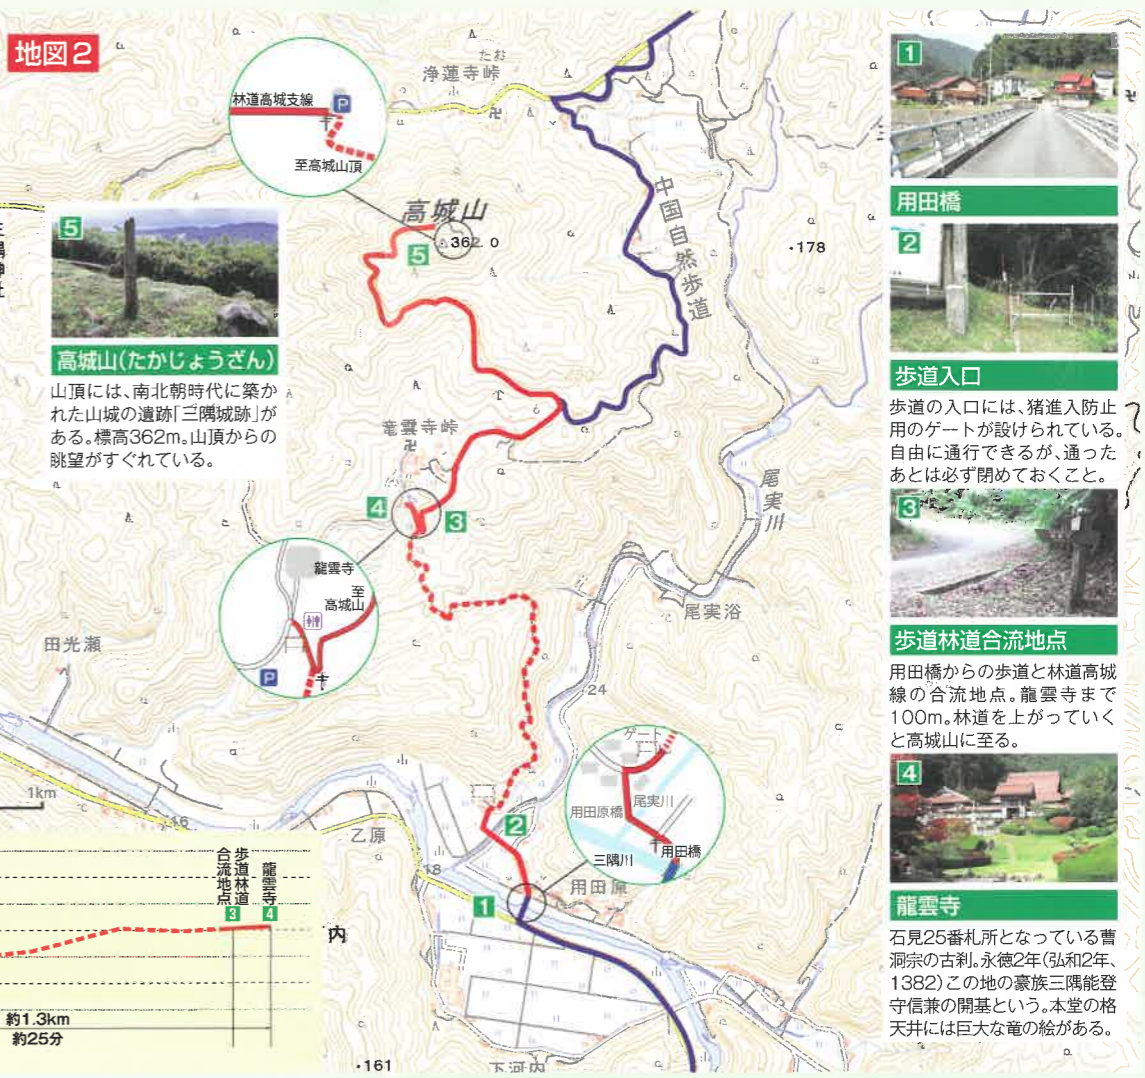 地図2
たお
浄蓮寺峠
林道高城支線
P
至高城山頂
高城山
362.0
5
中国自然歩道
・178
5
高城山(たかじょうざん)
山頂には、南北朝時代に築か
れた山城の遺跡「三隅城跡」が
ある。標高362m。山頂からの
眺望がすぐれている。
竜雲寺峠
卍
4
3
尾実川
龍雲寺
至
高城山
P
田光瀬
尾実浴
24
1km
16
乙原
18
2
ゲート
尾実川
用田原橋
三隅川
用田橋
用田原
1
合流地点
歩道林道
3
龍雲寺
4
内
約1.3km
約25分
・161
下河内
1
用田橋
2
歩道入口
歩道の入口には、猪進入防止
用のゲートが設けられている。
自由に通行できるが、通った
あとは必ず閉めておくこと。
3
歩道林道合流地点
用田橋からの歩道と林道高城
線の合流地点。龍雲寺まで
100m。林道を上がっていく
と高城山に至る。
4
龍雲寺
石見25番札所となっている曹
洞宗の古刹。永徳2年(弘和2年、
1382)この地の豪族三隅能登
守信兼の開基という。本堂の格
天井には巨大な竜の絵がある。